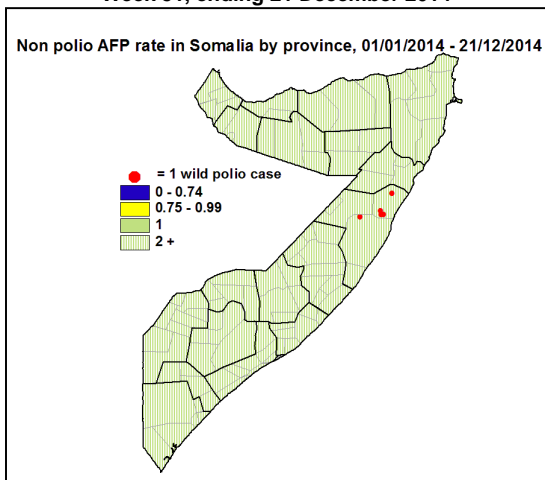 Non polio AFP rate in Somalia by province, 01/01/2014 - 21/12/2014
= 1 wild polio case
0 - 0.74
0.75 - 0.99
1
2 +